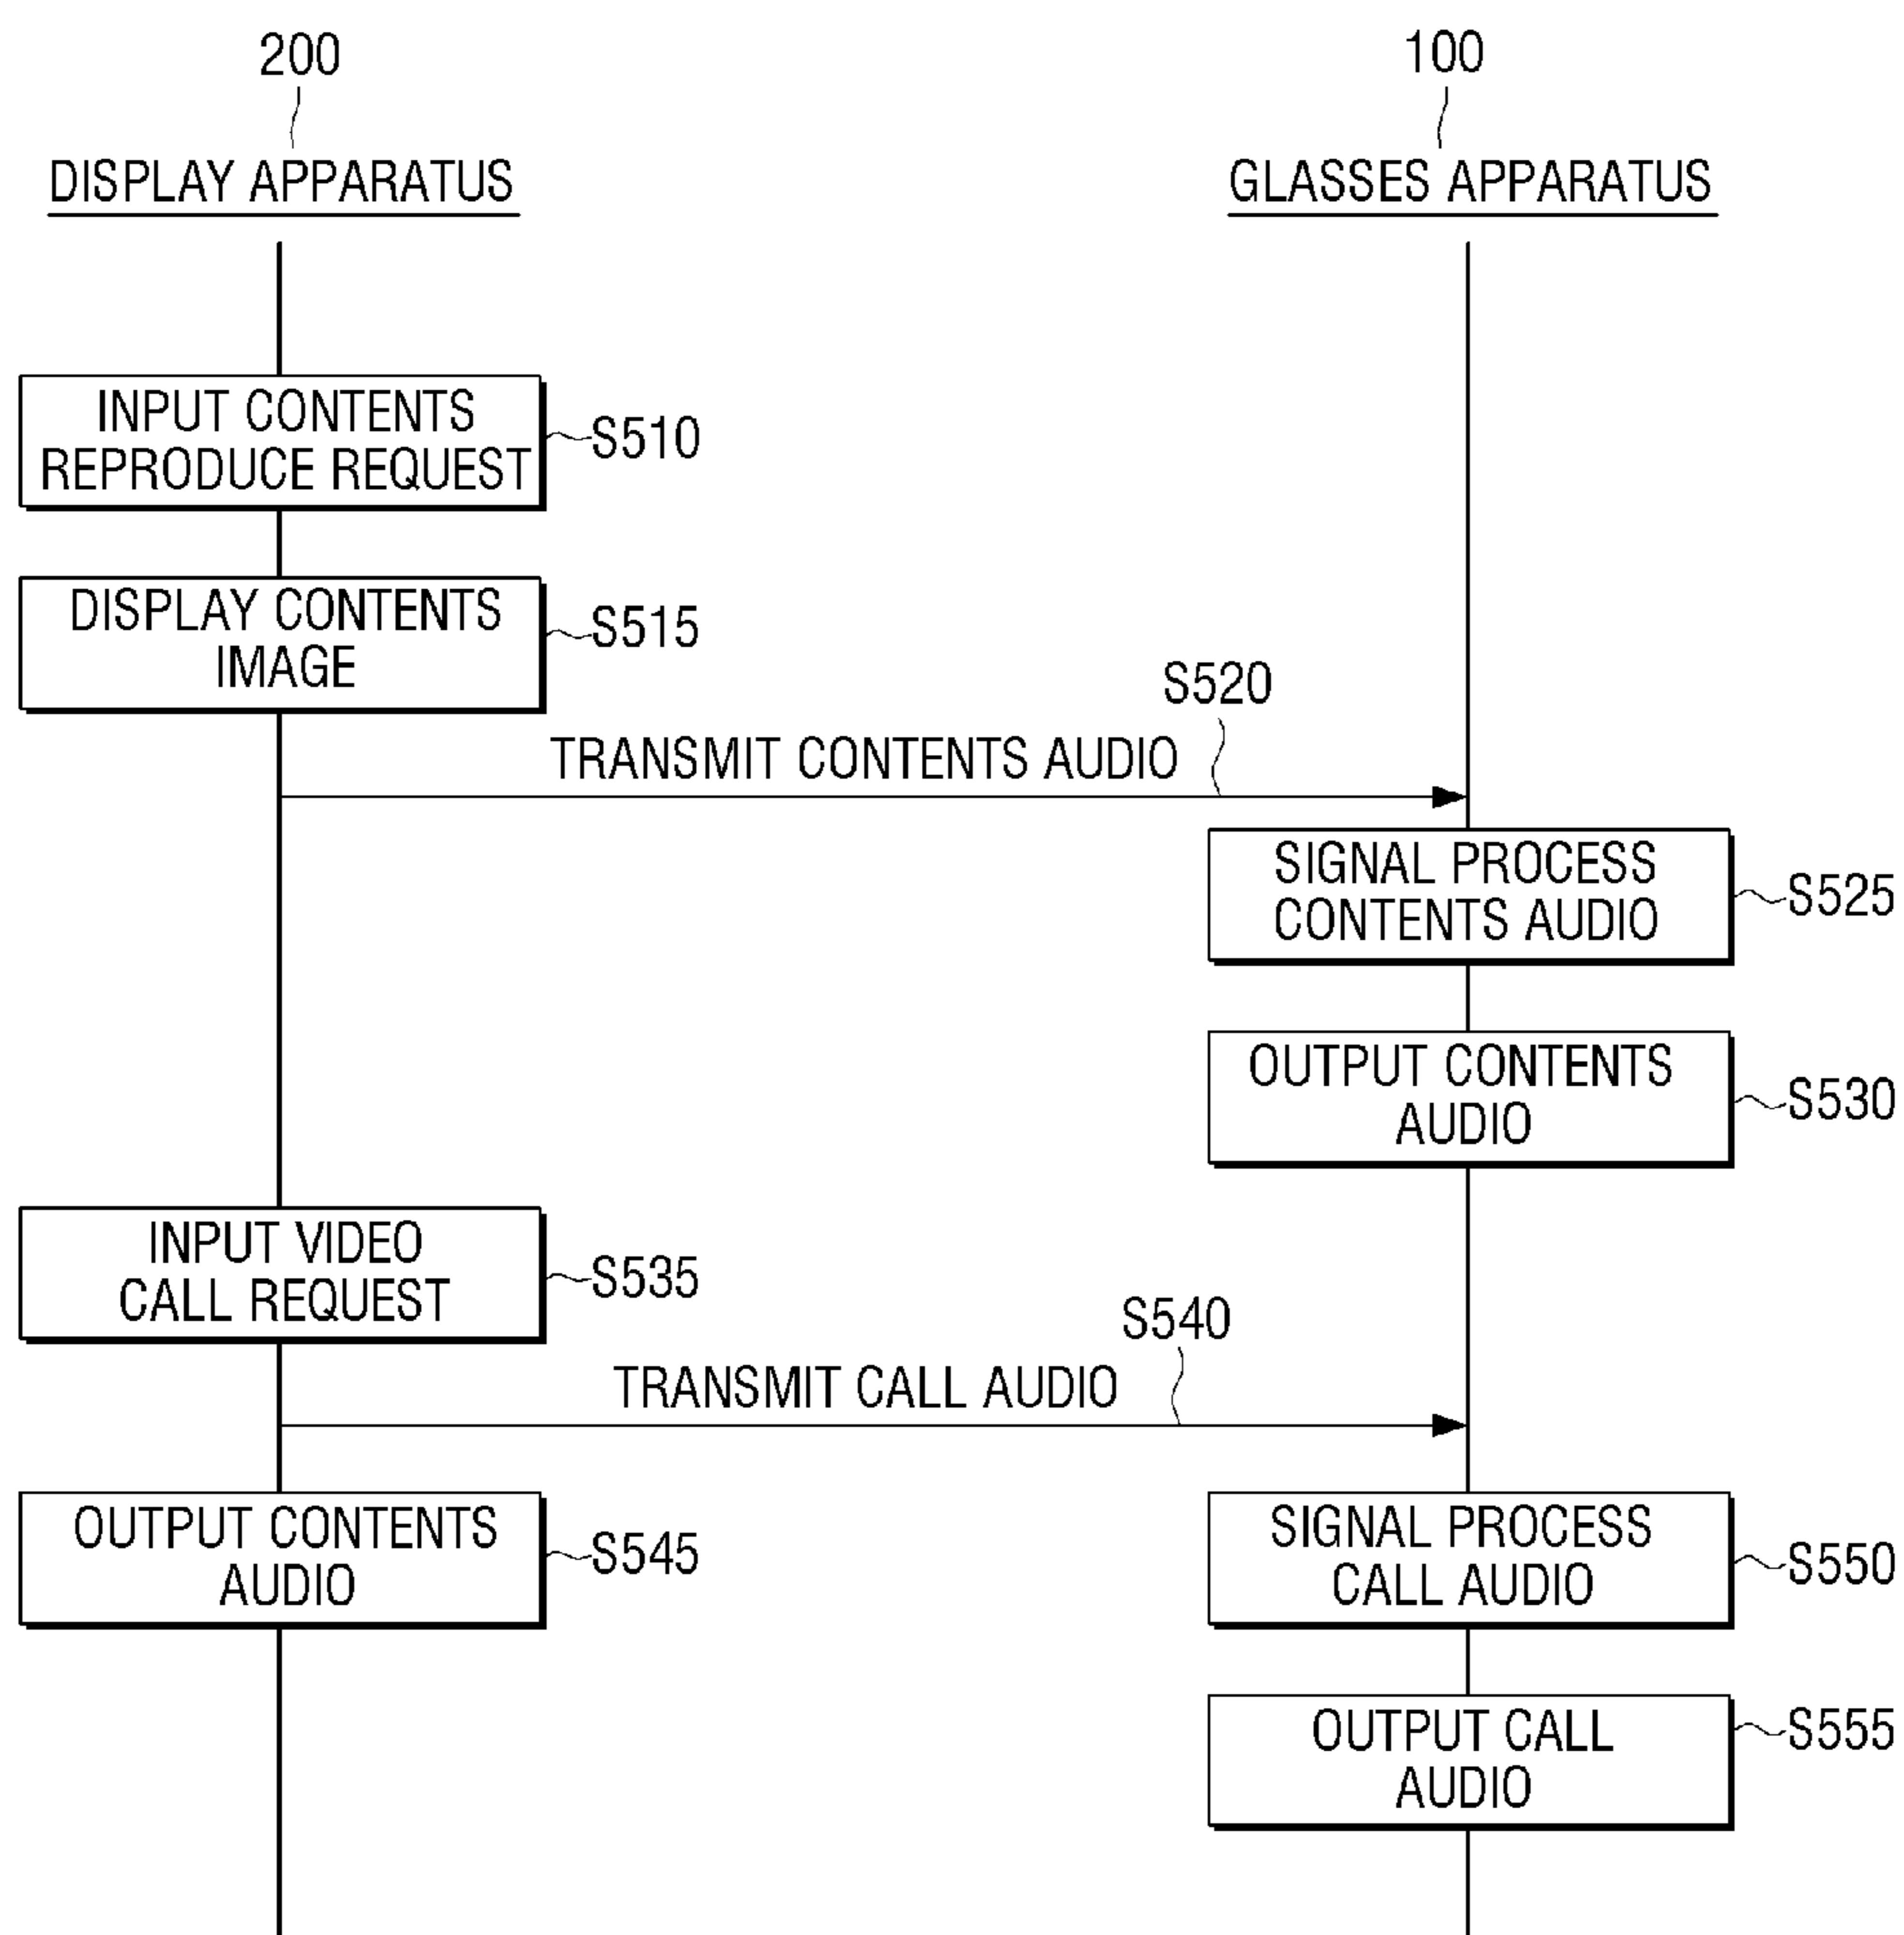 200
100
DISPLAY APPARATUS
GLASSES APPARATUS
INPUT CONTENTS
REPRODUCE REQUEST
S510
DISPLAY CONTENTS
IMAGE
S515
S520
TRANSMIT CONTENTS AUDIO
SIGNAL PROCESS
CONTENTS AUDIO
S525
OUTPUT CONTENTS
AUDIO
S530
INPUT VIDEO
CALL REQUEST
S535
S540
TRANSMIT CALL AUDIO
OUTPUT CONTENTS
AUDIO
S545
SIGNAL PROCESS
CALL AUDIO
S550
OUTPUT CALL
AUDIO
S555